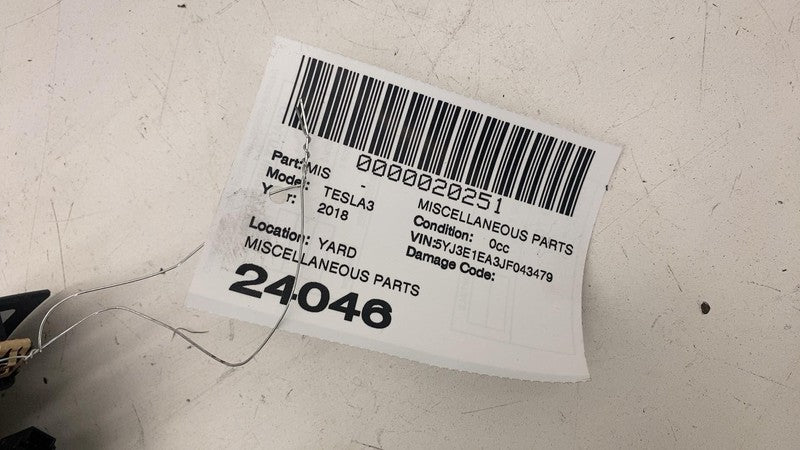 0000020251
Part: MIS -
MISCELLANEOUS PARTS
Model: TESLA3
Condition: 0cc
Year: 2018
VIN:5YJ3E1EA3JF043479
Damage Code:
Location: YARD
MISCELLANEOUS PARTS
24046